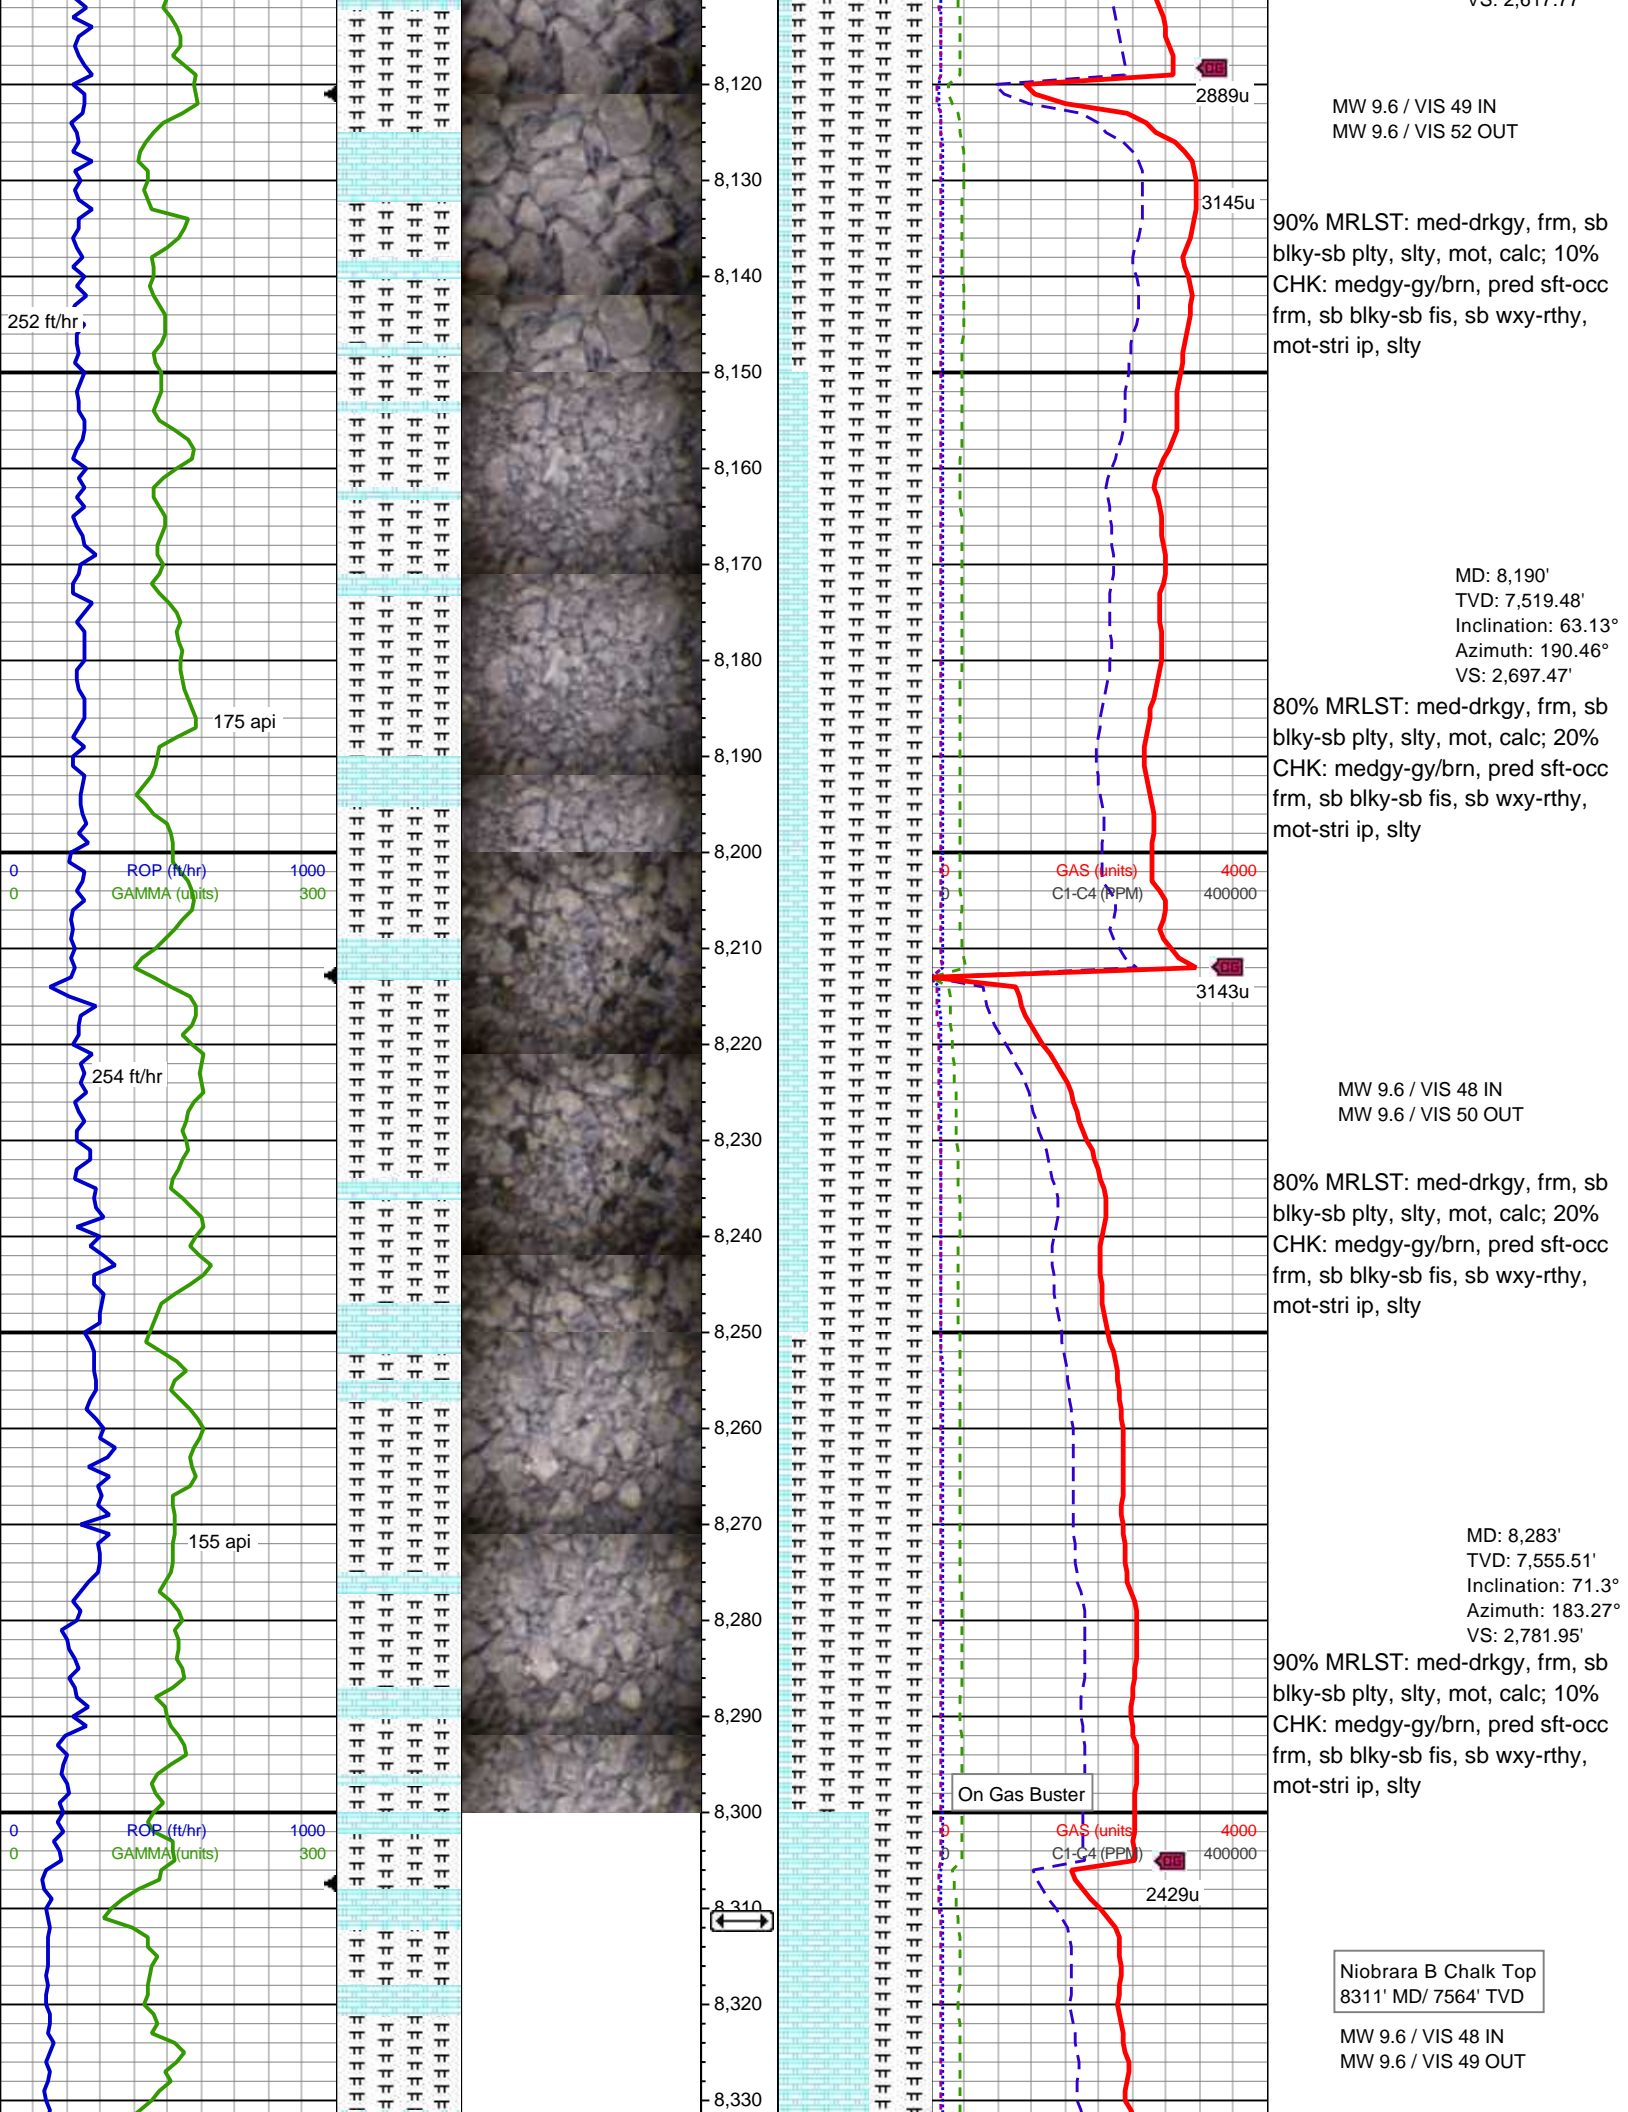 VS: 2,617.77'
8,120
2889u
MW 9.6 / VIS 49 IN
MW 9.6 / VIS 52 OUT
8,130
3145u
90% MRLST: med-drkgy, frm, sb
blky-sb plty, slty, mot, calc; 10%
CHK: medgy-gy/brn, pred sft-occ
frm, sb blky-sb fis, sb wxy-rthy,
mot-stri ip, slty
8,140
252 ft/hr
8,150
8,160
8,170
MD: 8,190'
TVD: 7,519.48'
Inclination: 63.13°
Azimuth: 190.46°
VS: 2,697.47'
8,180
175 api
80% MRLST: med-drkgy, frm, sb
blky-sb plty, slty, mot, calc; 20%
CHK: medgy-gy/brn, pred sft-occ
frm, sb blky-sb fis, sb wxy-rthy,
mot-stri ip, slty
8,190
8,200
0 ROP (ft/hr) 1000
0 GAMMA (units) 300
0 GAS (units) 4000
0 C1-C4 (PPM) 400000
8,210
CG
3143u
8,220
254 ft/hr
MW 9.6 / VIS 48 IN
MW 9.6 / VIS 50 OUT
8,230
80% MRLST: med-drkgy, frm, sb
blky-sb plty, slty, mot, calc; 20%
CHK: medgy-gy/brn, pred sft-occ
frm, sb blky-sb fis, sb wxy-rthy,
mot-stri ip, slty
8,240
8,250
8,260
8,270
155 api
MD: 8,283'
TVD: 7,555.51'
Inclination: 71.3°
Azimuth: 183.27°
VS: 2,781.95'
8,280
90% MRLST: med-drkgy, frm, sb
blky-sb plty, slty, mot, calc; 10%
CHK: medgy-gy/brn, pred sft-occ
frm, sb blky-sb fis, sb wxy-rthy,
mot-stri ip, slty
8,290
On Gas Buster
8,300
0 ROP (ft/hr) 1000
0 GAMMA (units) 300
0 GAS (units) 4000
0 C1-C4 (PPM) 400000
CG
2429u
8,310
Niobrara B Chalk Top
8311' MD/ 7564' TVD
8,320
MW 9.6 / VIS 48 IN
MW 9.6 / VIS 49 OUT
8,330